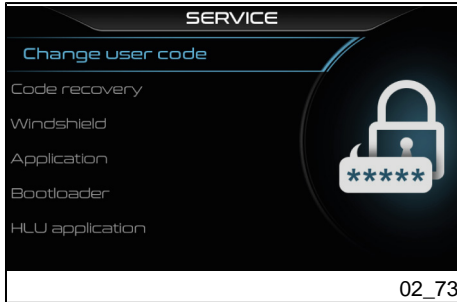 SERVICE
Change user code
Code recovery
Windshield
Application
Bootloader
HLU application
*****
02_73